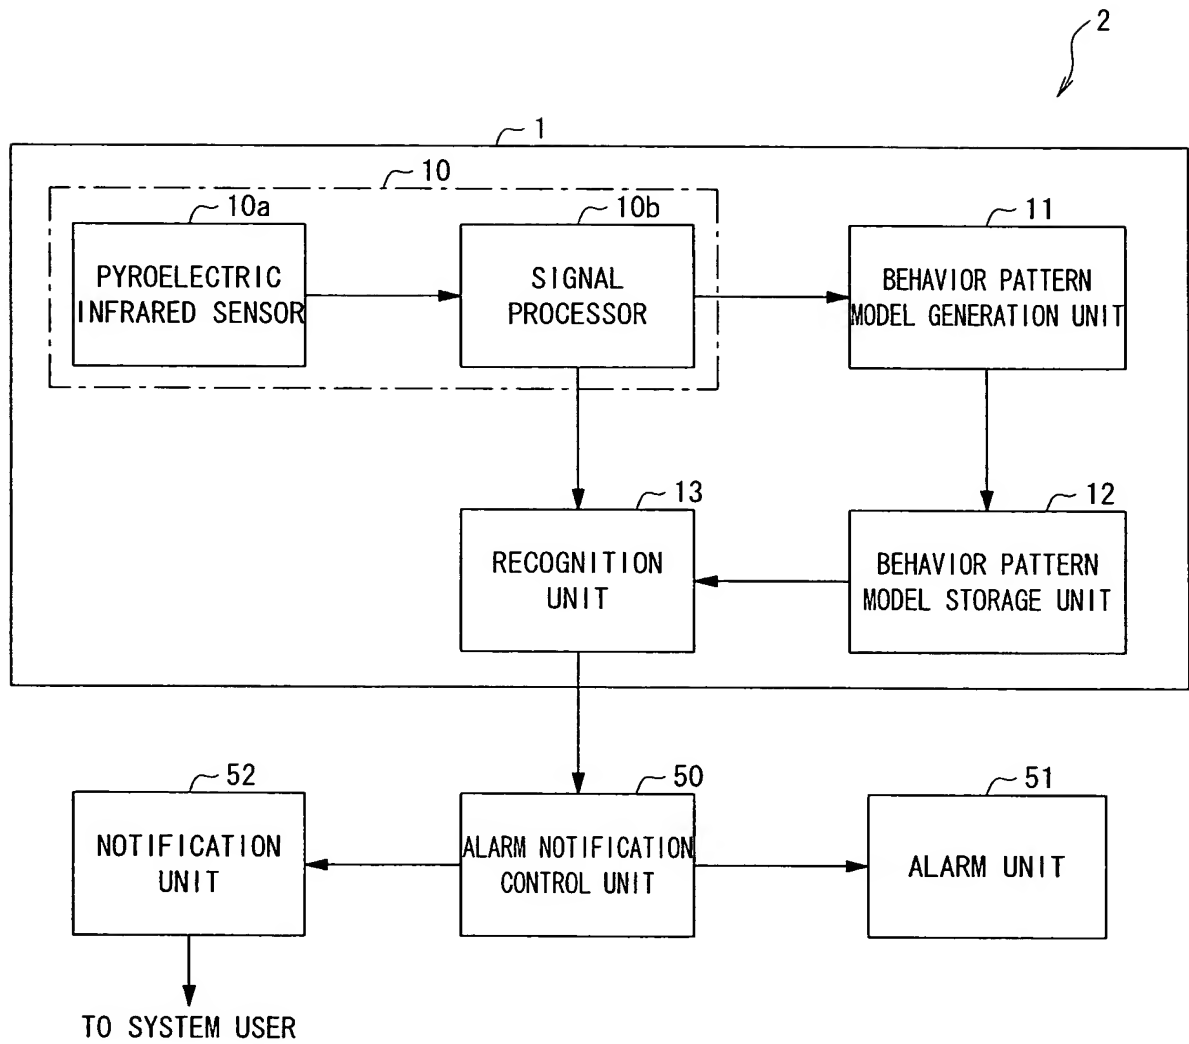 2
1
10
10a
10b
11
PYROELECTRIC
INFRARED SENSOR
SIGNAL
PROCESSOR
BEHAVIOR PATTERN
MODEL GENERATION UNIT
13
12
RECOGNITION
UNIT
BEHAVIOR PATTERN
MODEL STORAGE UNIT
52
50
51
NOTIFICATION
UNIT
ALARM NOTIFICATION
CONTROL UNIT
ALARM UNIT
TO SYSTEM USER